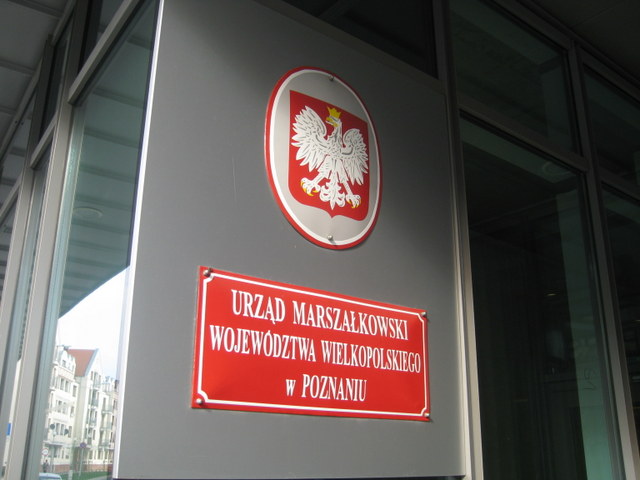 URZĄD MARSZAŁKOWSKI
WOJEWÓDZTWA WIELKOPOLSKIEGO
w POZNANIU